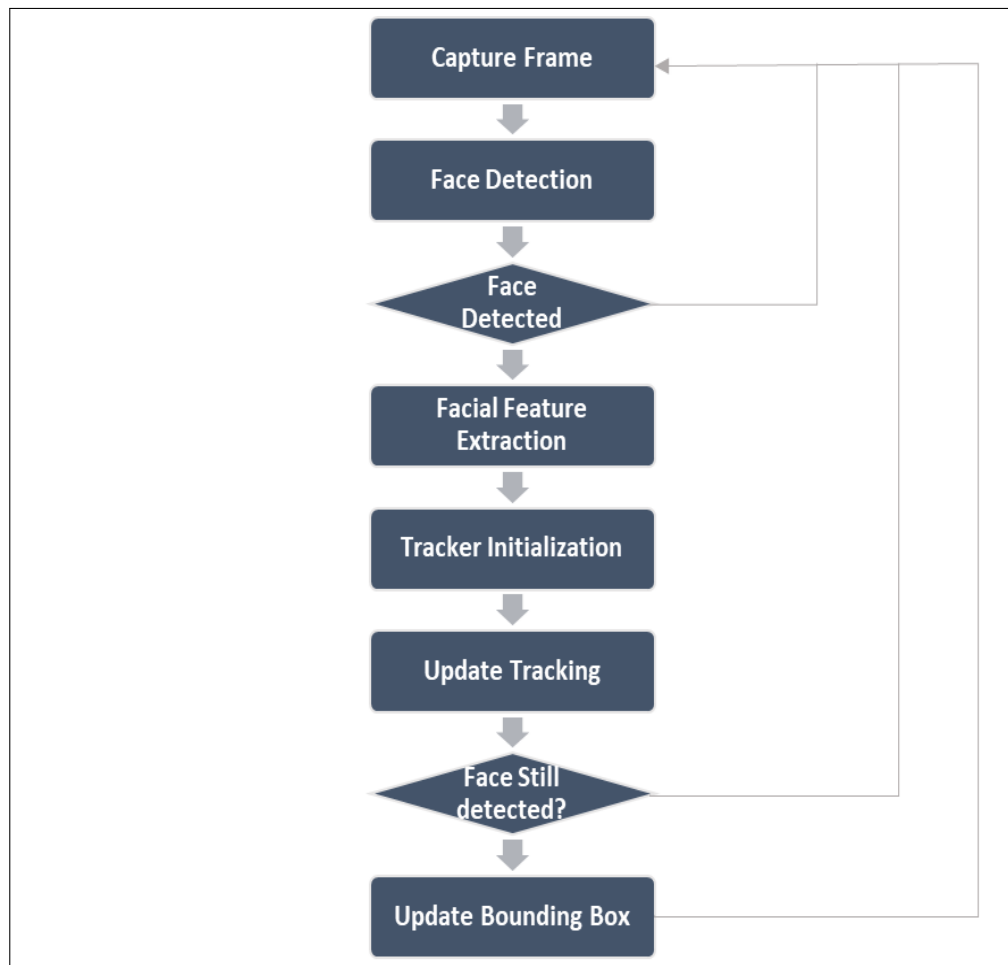 Capture Frame
Face Detection
Face
Detected
Facial Feature
Extraction
Tracker Initialization
Update Tracking
Face Still
detected?
Update Bounding Box